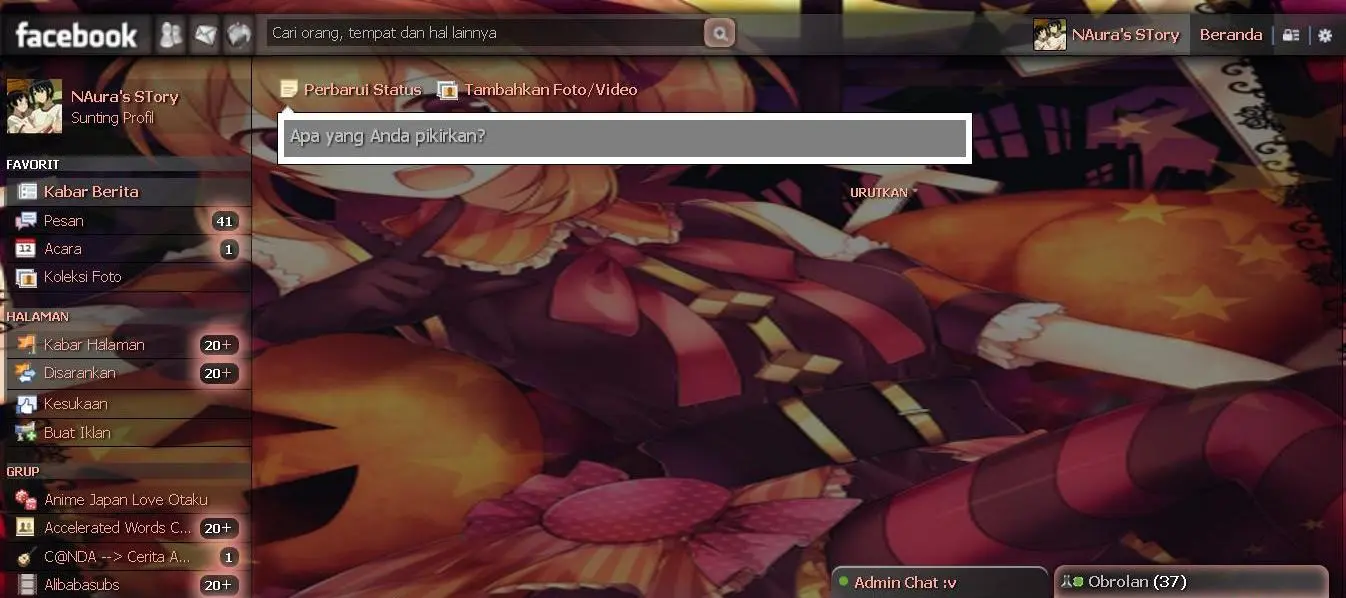 facebook
Cari orang, tempat dan hal lainnya
NAura's STory
Beranda
NAura's STory
Sunting Profil
Perbarui Status
Tambahkan Foto/Video
Apa yang Anda pikirkan?
URUTKAN
FAVORIT
Kabar Berita
Pesan 41
12 Acara 1
Koleksi Foto
HALAMAN
Kabar Halaman 20+
Disarankan 20+
Kesukaan
Buat Iklan
GRUP
Anime Japan Love Otaku
Accelerated Words C... 20+
C@NDA --> Cerita A... 1
Alibabasubs 20+
Admin Chat :v
Obrolan (37)